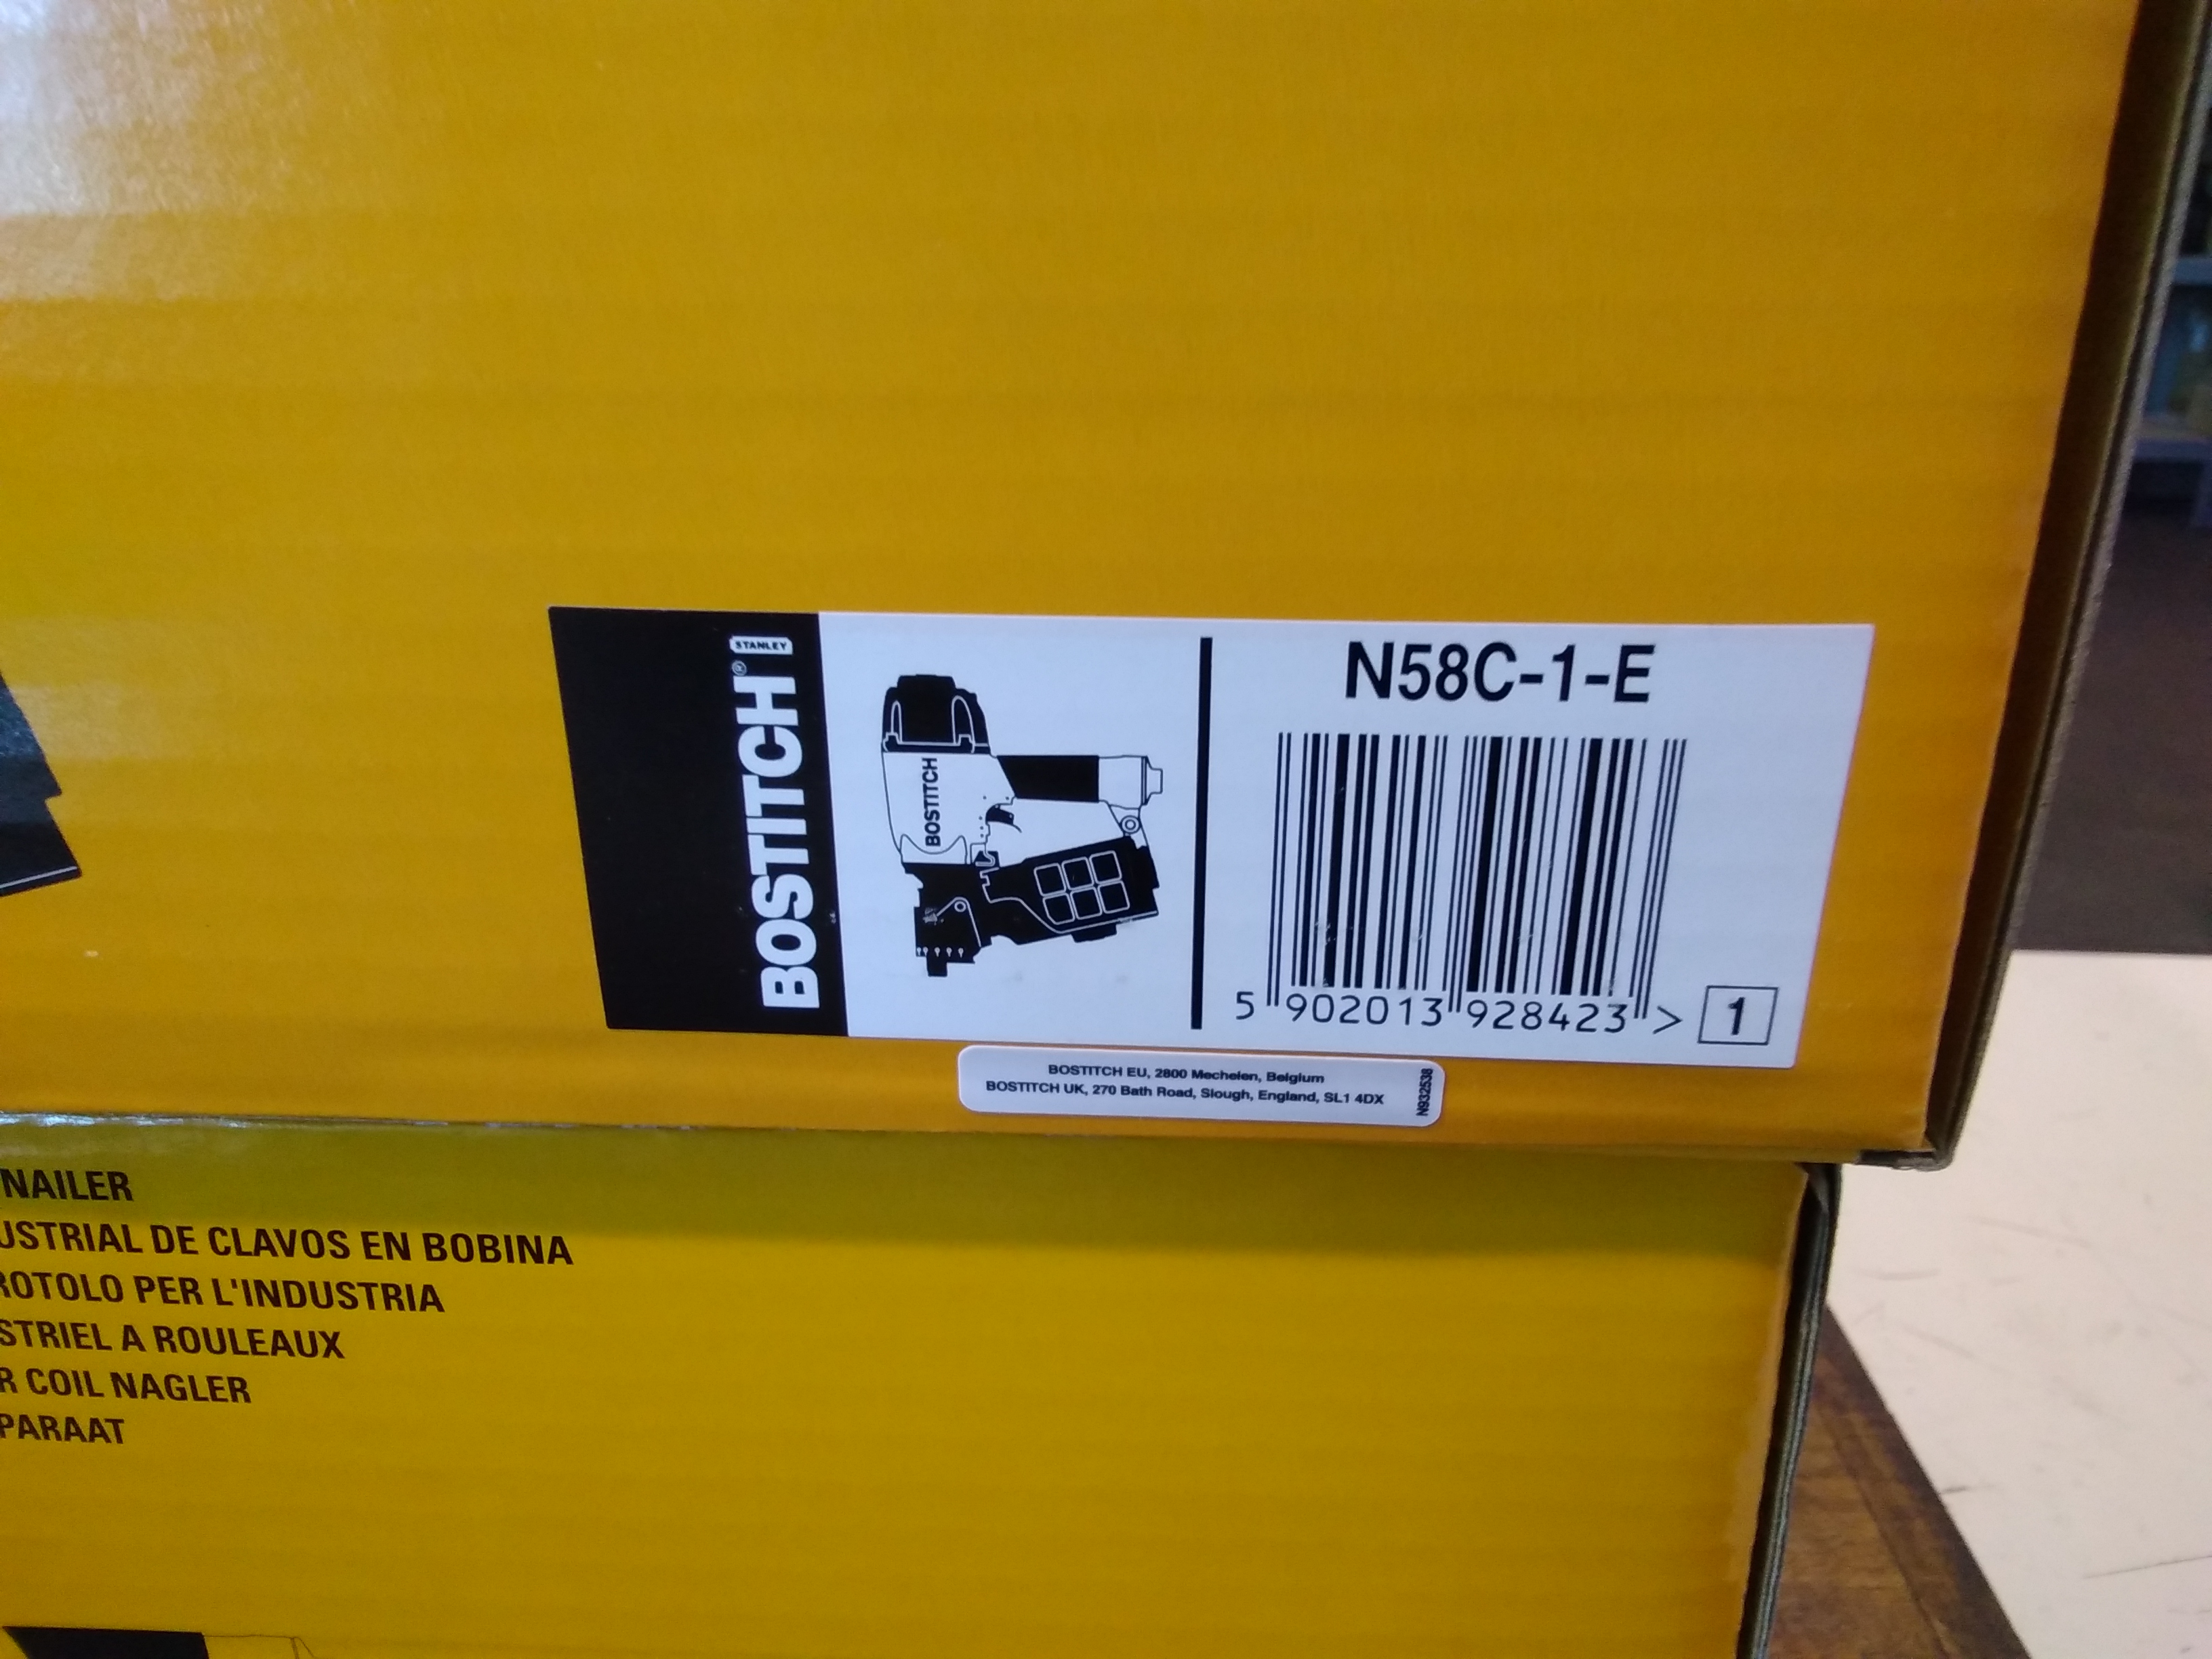 STANLEY
BOSTITCH®
BOSTITCH
N58C-1-E
5 902013 928423 >
1
BOSTITCH EU, 2800 Mechelen, Belgium
BOSTITCH UK, 270 Bath Road, Slough, England, SL1 4DX
N932538
NAILER
USTRIAL DE CLAVOS EN BOBINA
ROTOLO PER L'INDUSTRIA
STRIEL A ROULEAUX
R COIL NAGLER
PARAAT